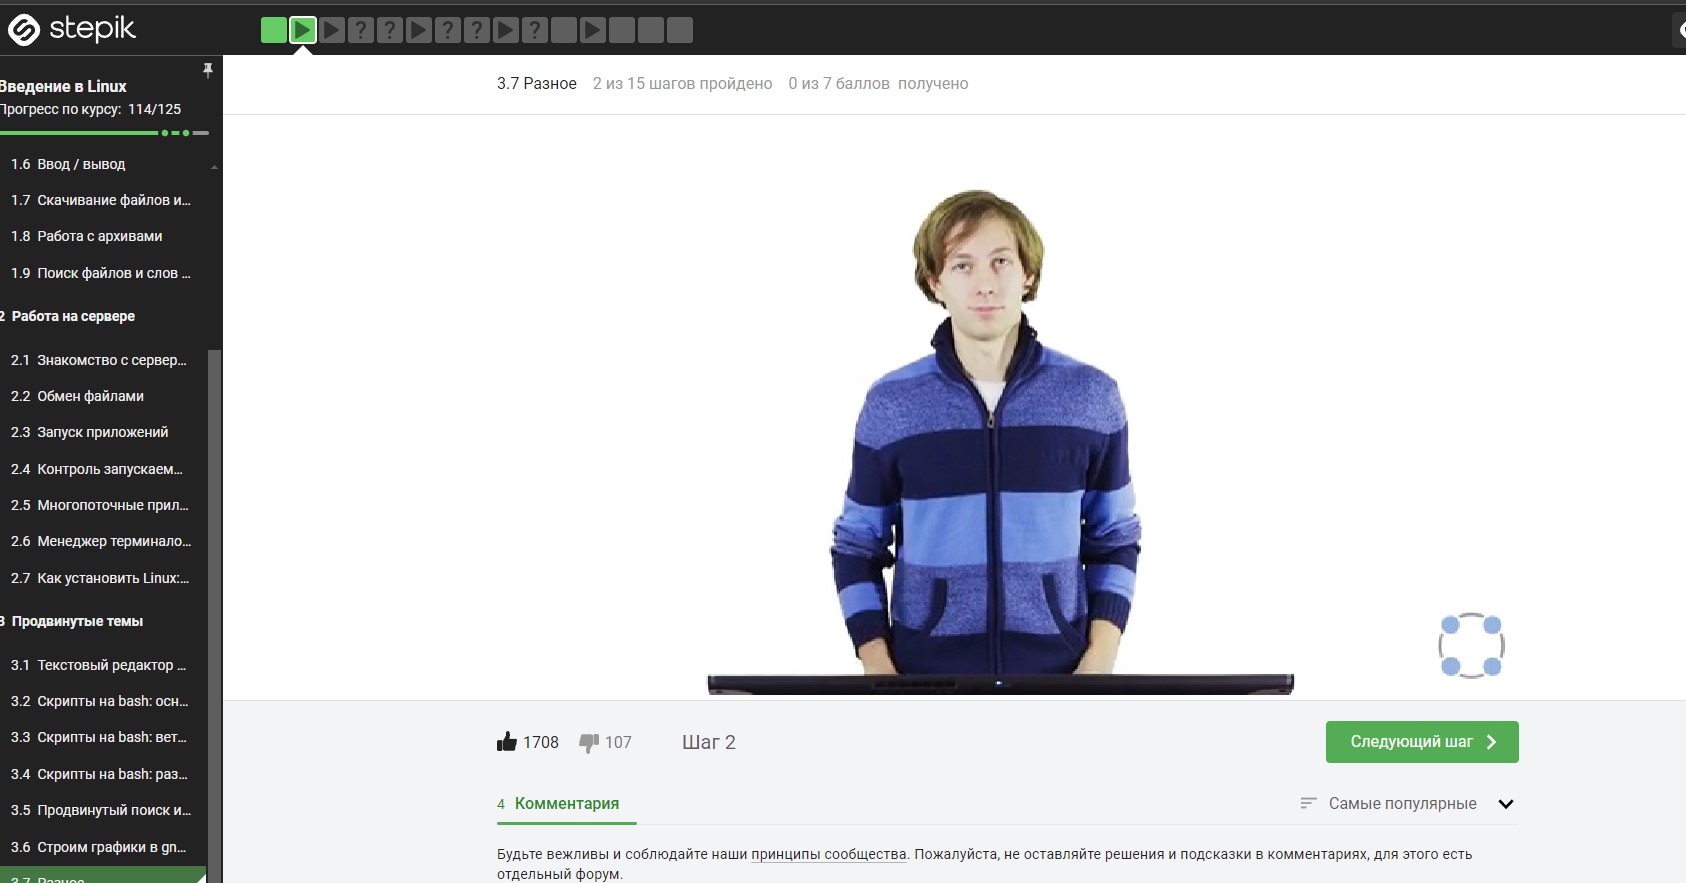 stepik
? ? ? ? ?
Введение в Linux
Прогресс по курсу: 114/125
1.6 Ввод / вывод
1.7 Скачивание файлов и...
1.8 Работа с архивами
1.9 Поиск файлов и слов ...
2 Работа на сервере
2.1 Знакомство с сервер...
2.2 Обмен файлами
2.3 Запуск приложений
2.4 Контроль запускаем...
2.5 Многопоточные прил...
2.6 Менеджер терминало...
2.7 Как установить Linux:...
3 Продвинутые темы
3.1 Текстовый редактор ...
3.2 Скрипты на bash: осн...
3.3 Скрипты на bash: вет...
3.4 Скрипты на bash: раз...
3.5 Продвинутый поиск и...
3.6 Строим графики в gn...
3.7 Разное
3.7 Разное 2 из 15 шагов пройдено 0 из 7 баллов получено
1708 107 Шаг 2
Следующий шаг
4 Комментария
Самые популярные
Будьте вежливы и соблюдайте наши принципы сообщества. Пожалуйста, не оставляйте решения и подсказки в комментариях, для этого есть
отдельный форум.